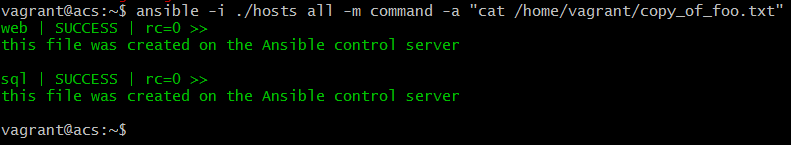 vagrant@acs:~$ ansible -i ./hosts all -m command -a "cat /home/vagrant/copy_of_foo.txt"
web | SUCCESS | rc=0 >>
this file was created on the Ansible control server
sql | SUCCESS | rc=0 >>
this file was created on the Ansible control server
vagrant@acs:~$